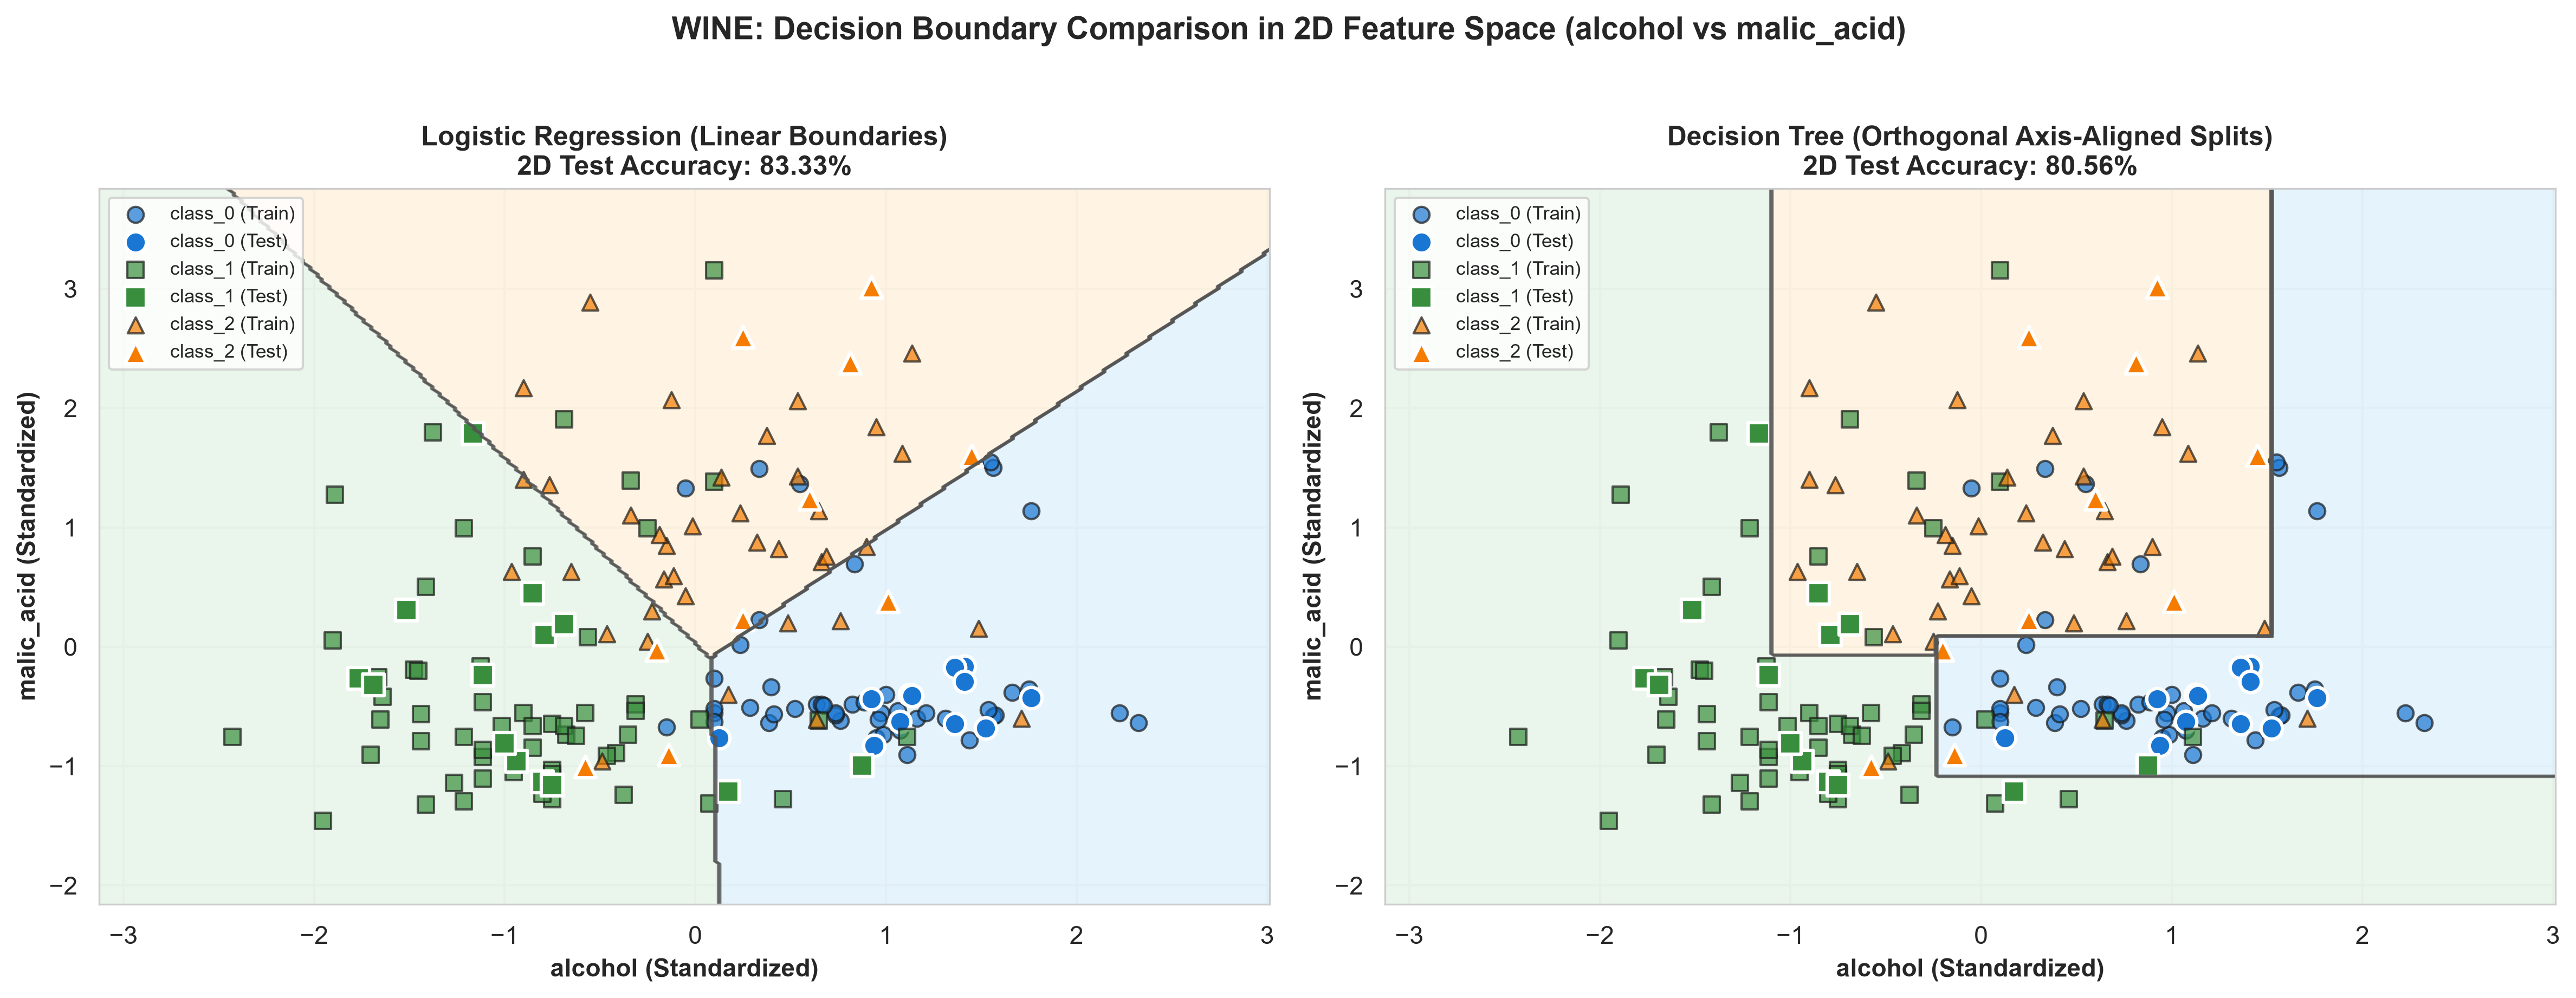 WINE: Decision Boundary Comparison in 2D Feature Space (alcohol vs malic_acid)
Logistic Regression (Linear Boundaries)
2D Test Accuracy: 83.33%
class_0 (Train)
class_0 (Test)
class_1 (Train)
class_1 (Test)
class_2 (Train)
class_2 (Test)
3
2
1
0
−1
−2
malic_acid (Standardized)
−3
−2
−1
0
1
2
3
alcohol (Standardized)
Decision Tree (Orthogonal Axis-Aligned Splits)
2D Test Accuracy: 80.56%
class_0 (Train)
class_0 (Test)
class_1 (Train)
class_1 (Test)
class_2 (Train)
class_2 (Test)
3
2
1
0
−1
−2
malic_acid (Standardized)
−3
−2
−1
0
1
2
3
alcohol (Standardized)